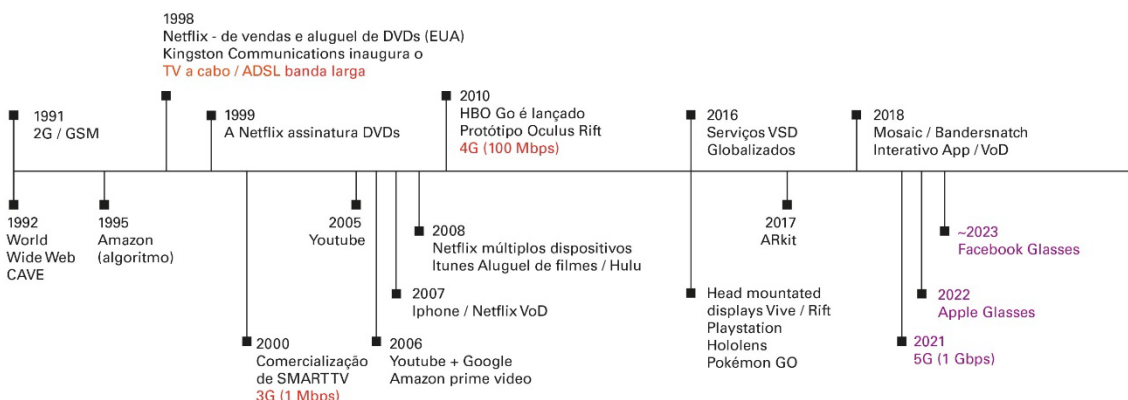 1998
Netflix - de vendas e aluguel de DVDs (EUA)
Kingston Communications inaugura o
TV a cabo / ADSL banda larga
1991
2G / GSM
1999
A Netflix assinatura DVDs
2010
HBO Go é lançado
Protótipo Oculus Rift
4G (100 Mbps)
2016
Serviços VSD
Globalizados
2018
Mosaic / Bandersnatch
Interativo App / VoD
1992
World
Wide Web
CAVE
1995
Amazon
(algoritmo)
2000
Comercialização
de SMART TV
3G (1 Mbps)
2005
Youtube
2006
Youtube + Google
Amazon prime video
2007
Iphone / Netflix VoD
2008
Netflix múltiplos dispositivos
Itunes Aluguel de filmes / Hulu
Head mountated
displays Vive / Rift
Playstation
Hololens
Pokémon GO
2017
ARkit
2021
5G (1 Gbps)
2022
Apple Glasses
~2023
Facebook Glasses